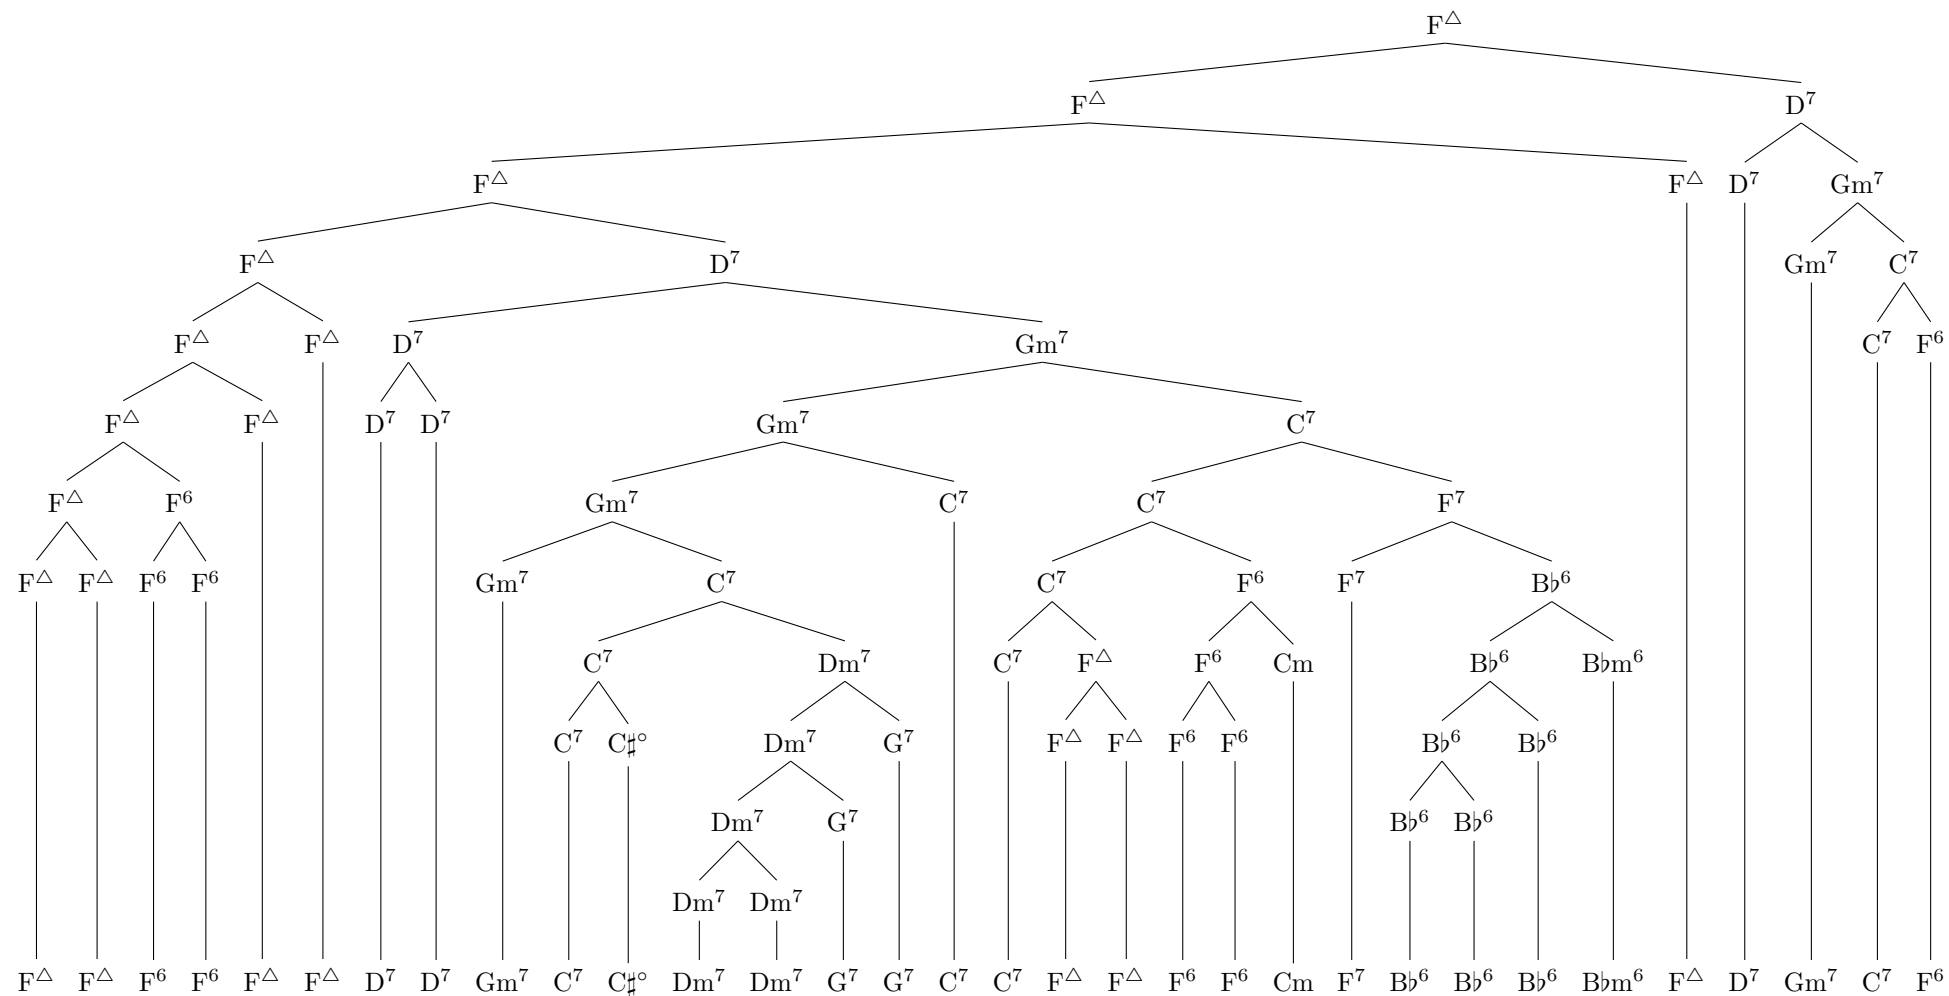 F△
F△ D⁷
F△ F△ D⁷ Gm⁷
F△ D⁷ Gm⁷ C⁷
F△ F△ D⁷ Gm⁷ C⁷ F⁶
F△ F△ D⁷ D⁷ Gm⁷ C⁷
F△ F⁶ Gm⁷ C⁷ C⁷ F⁷
F△ F△ F⁶ F⁶ Gm⁷ C⁷ C⁷ F⁶ F⁷ B♭⁶
C⁷ Dm⁷ C⁷ F△ F⁶ Cm B♭⁶ B♭m⁶
C⁷ C♯° Dm⁷ G⁷ F△ F△ F⁶ F⁶ B♭⁶ B♭⁶
Dm⁷ G⁷ B♭⁶ B♭⁶
Dm⁷ Dm⁷
F△ F△ F⁶ F⁶ F△ F△ D⁷ D⁷ Gm⁷ C⁷ C♯° Dm⁷ Dm⁷ G⁷ G⁷ C⁷ C⁷ F△ F△ F⁶ F⁶ Cm F⁷ B♭⁶ B♭⁶ B♭⁶ B♭m⁶ F△ D⁷ Gm⁷ C⁷ F⁶